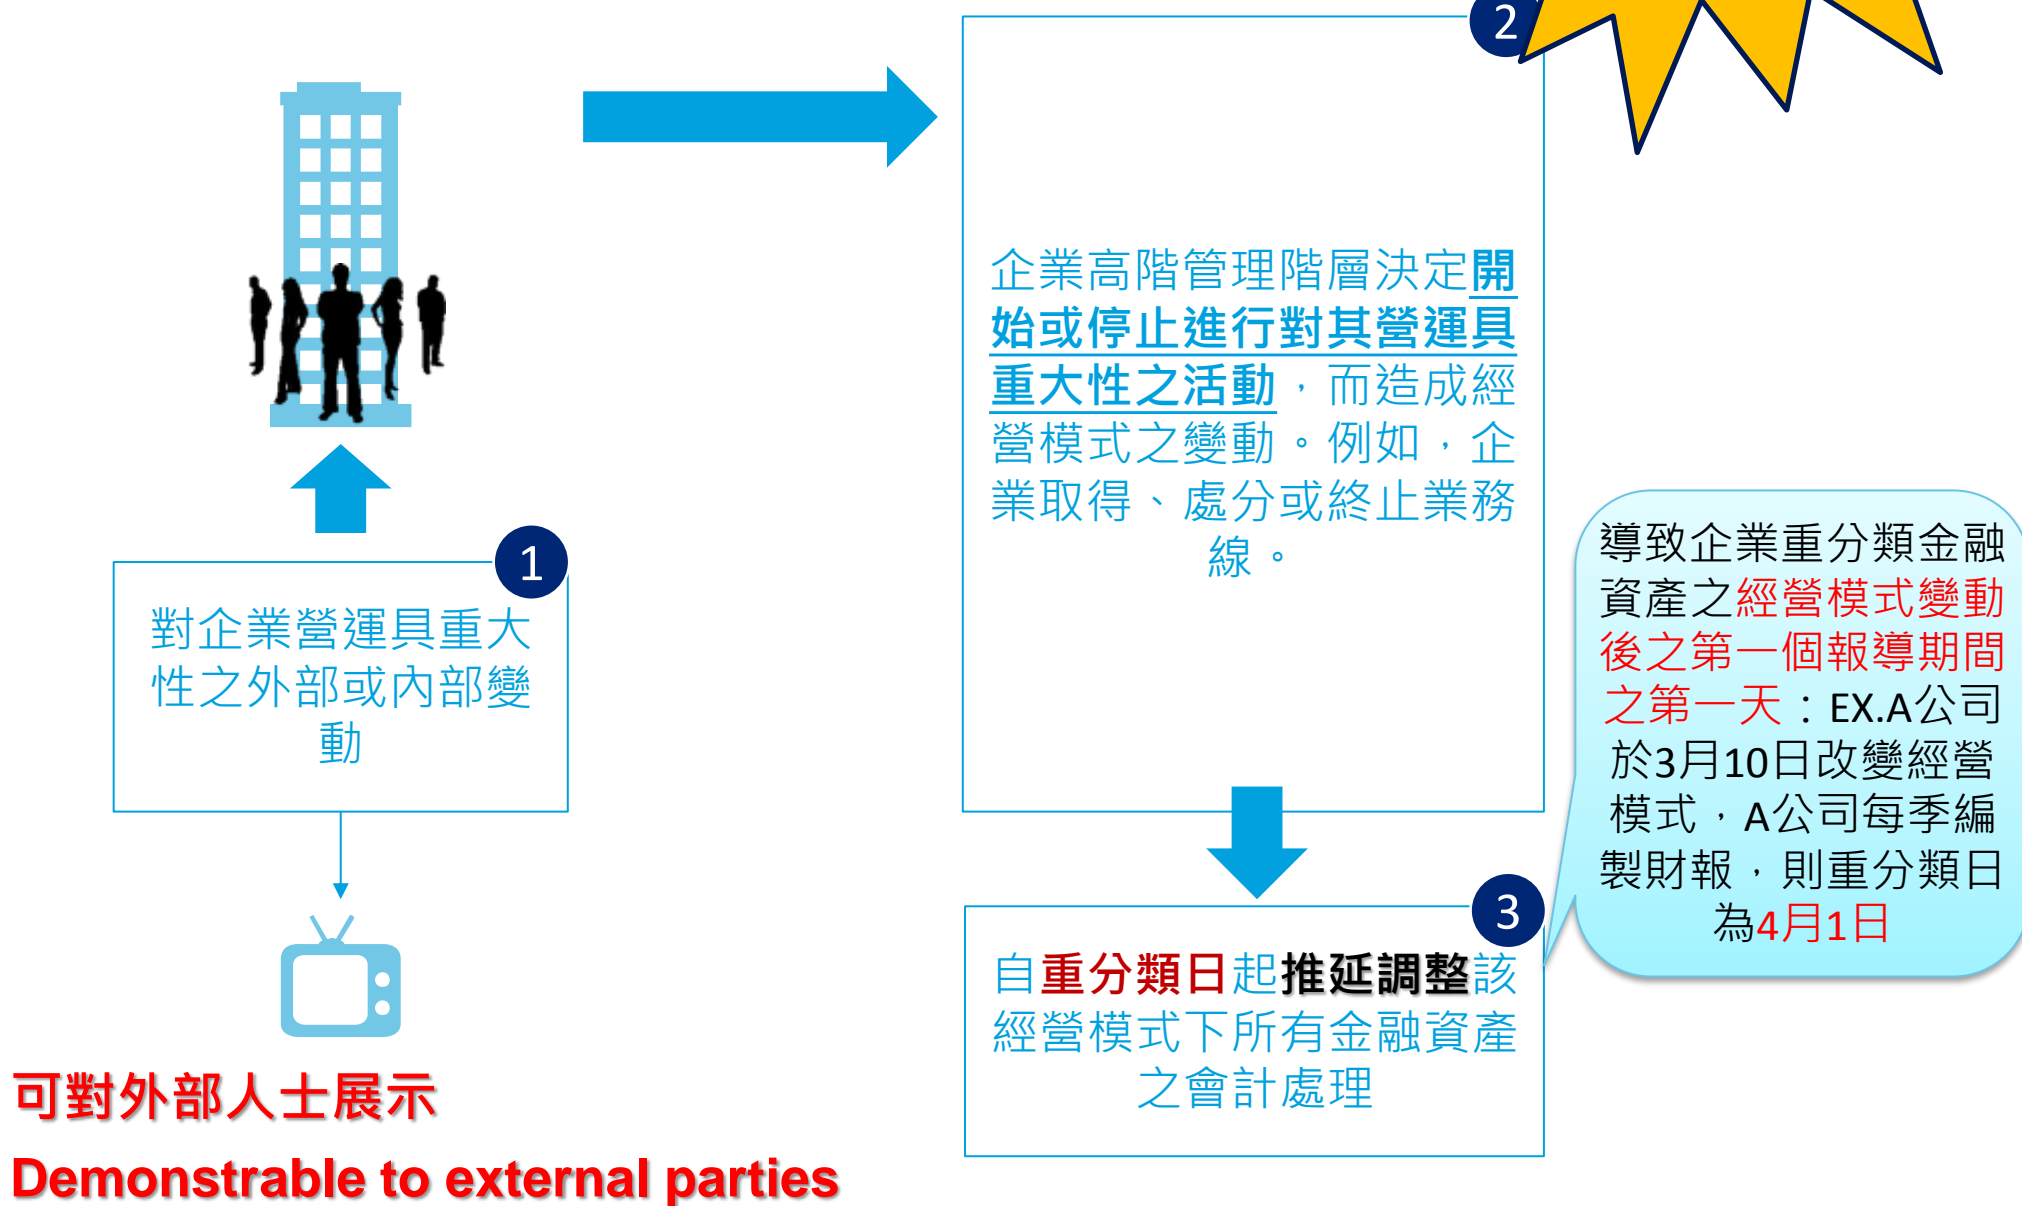 1
對企業營運具重大
性之外部或內部變
動
可對外部人士展示
Demonstrable to external parties
2
企業高階管理階層決定開
始或停止進行對其營運具
重大性之活動，而造成經
營模式之變動。例如，企
業取得、處分或終止業務
線。
3
自重分類日起推延調整該
經營模式下所有金融資產
之會計處理
導致企業重分類金融
資產之經營模式變動
後之第一個報導期間
之第一天：EX.A公司
於3月10日改變經營
模式，A公司每季編
製財報，則重分類日
為4月1日